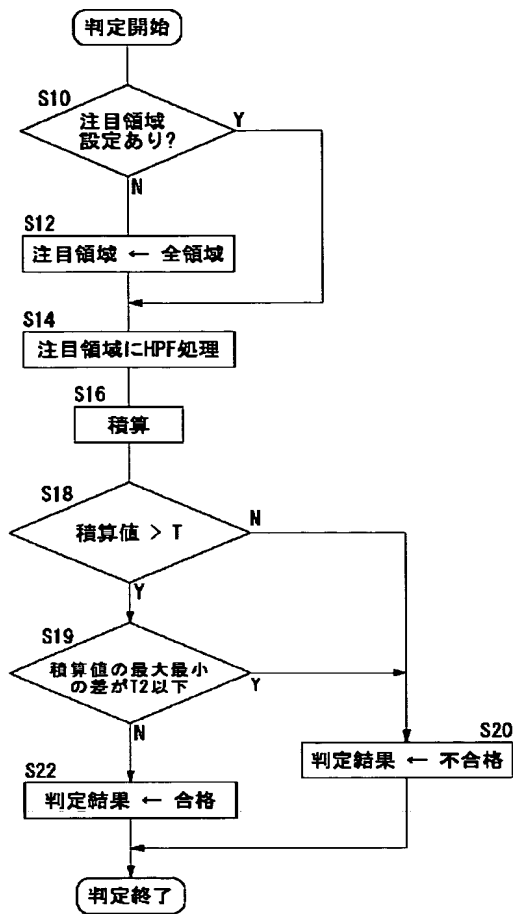 判定開始
S10
注目領域
設定あり?
Y
N
S12
注目領域 ← 全領域
S14
注目領域にHPF処理
S16
積算
S18
積算値 > T
N
Y
S19
積算値の最大最小
の差がT2以下
Y
N
S20
判定結果 ← 不合格
S22
判定結果 ← 合格
判定終了